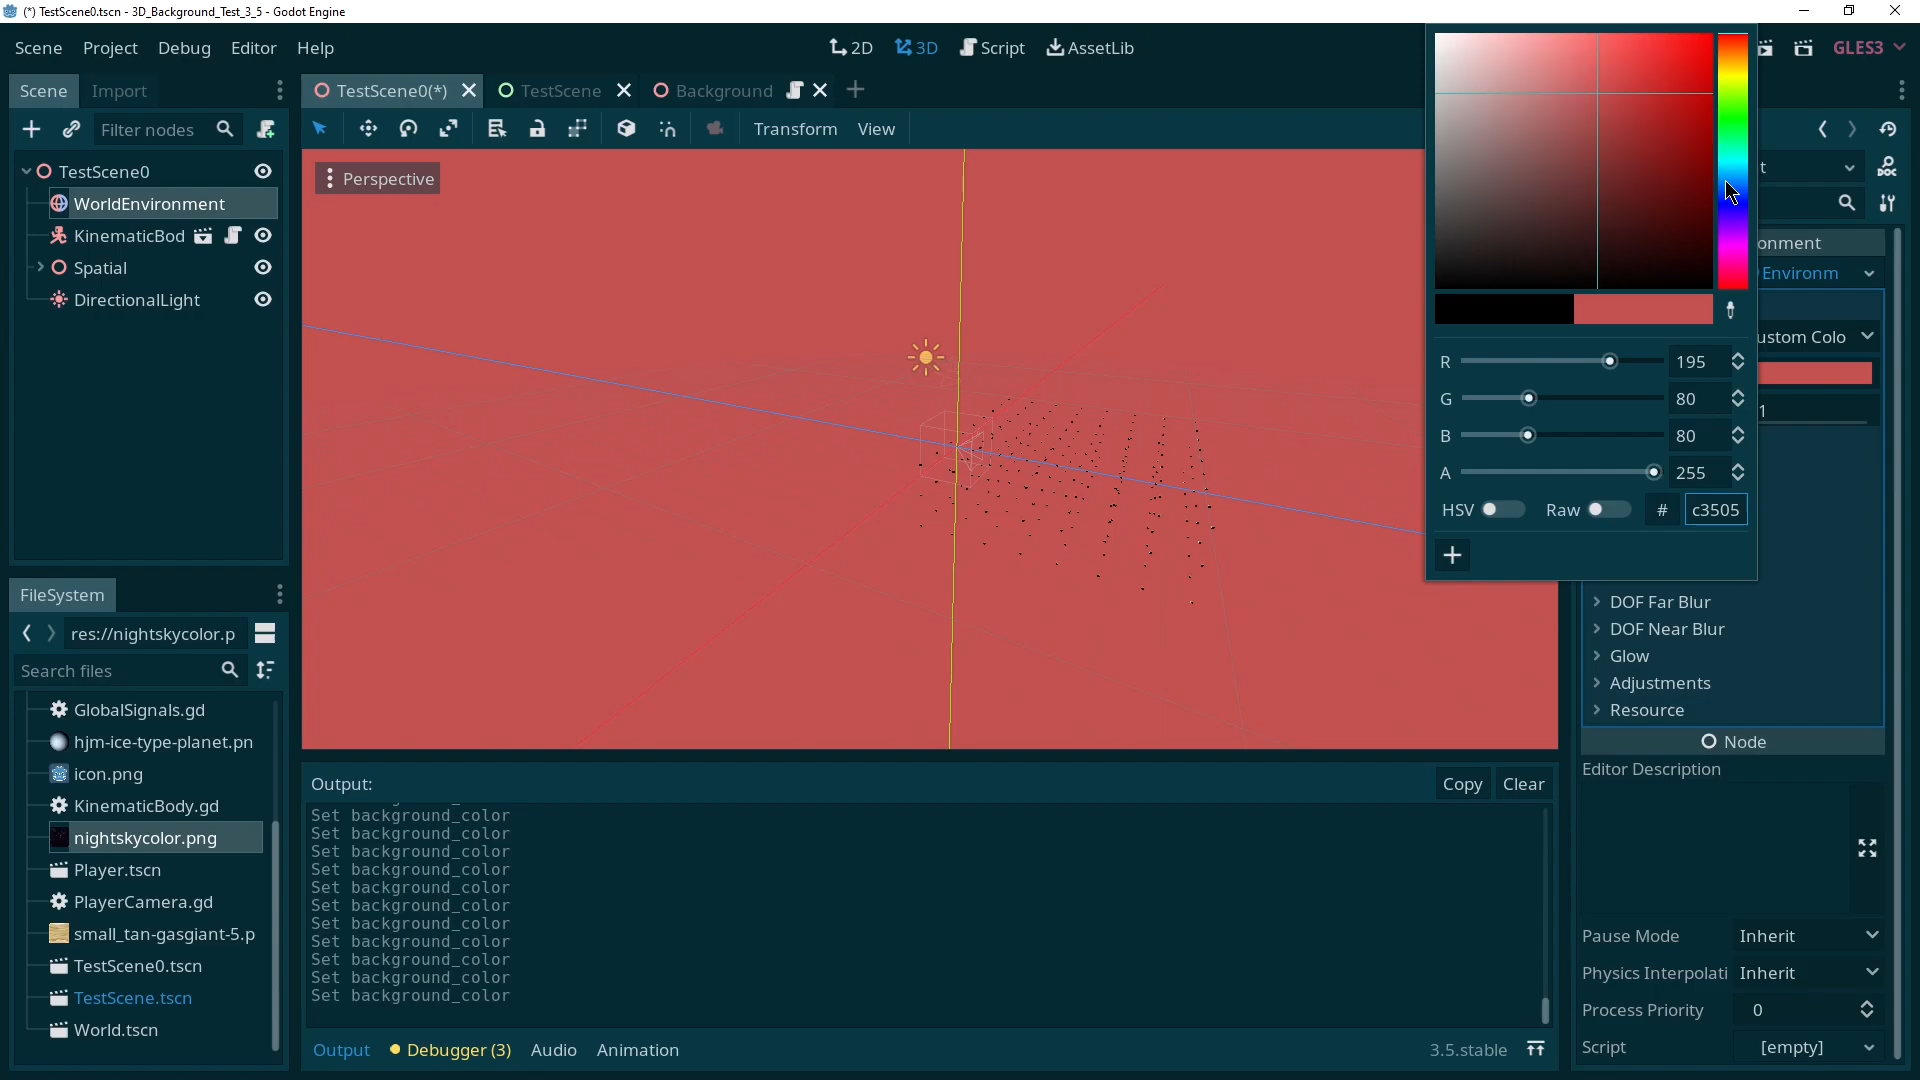 (*) TestScene0.tscn - 3D_Background_Test_3_5 - Godot Engine
Scene Project Debug Editor Help
2D 3D Script AssetLib
GLES3
Scene Import
TestScene0(*) TestScene Background
Filter nodes
Transform View
TestScene0
WorldEnvironment
KinematicBod
Spatial
DirectionalLight
Perspective
onment
Environm
ustom Colo
1
R 195
G 80
B 80
A 255
HSV Raw # c3505
DOF Far Blur
DOF Near Blur
Glow
Adjustments
Resource
Node
Editor Description
Pause Mode Inherit
Physics Interpolati Inherit
Process Priority 0
Script [empty]
FileSystem
res://nightskycolor.p
Search files
GlobalSignals.gd
hjm-ice-type-planet.pn
icon.png
KinematicBody.gd
nightskycolor.png
Player.tscn
PlayerCamera.gd
small_tan-gasgiant-5.p
TestScene0.tscn
TestScene.tscn
World.tscn
Output:
Copy Clear
Set background_color
Set background_color
Set background_color
Set background_color
Set background_color
Set background_color
Set background_color
Set background_color
Set background_color
Set background_color
Set background_color
Output Debugger (3) Audio Animation
3.5.stable